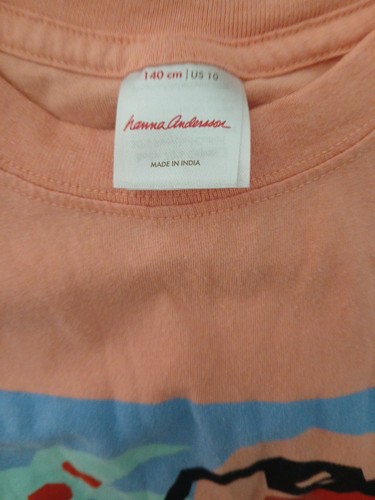 140 cm | US 10
hanna andersson
MADE IN INDIA